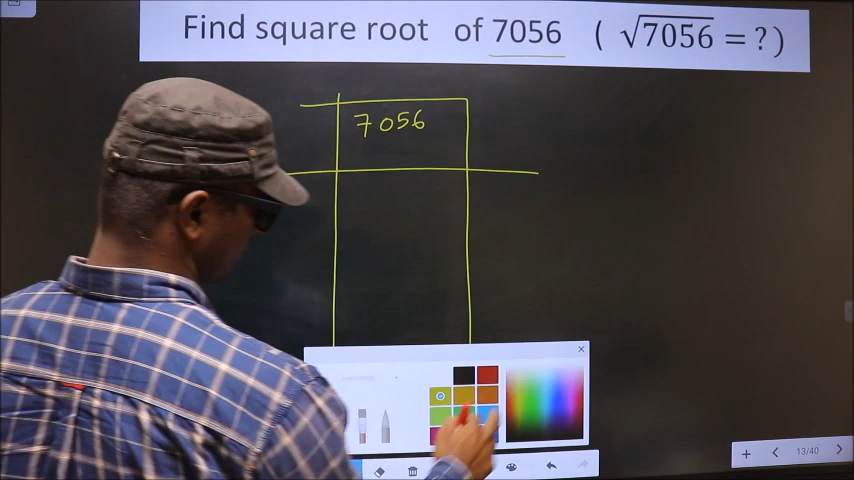 Find square root of 7056 ( √7056 = ? )
7056
13/40